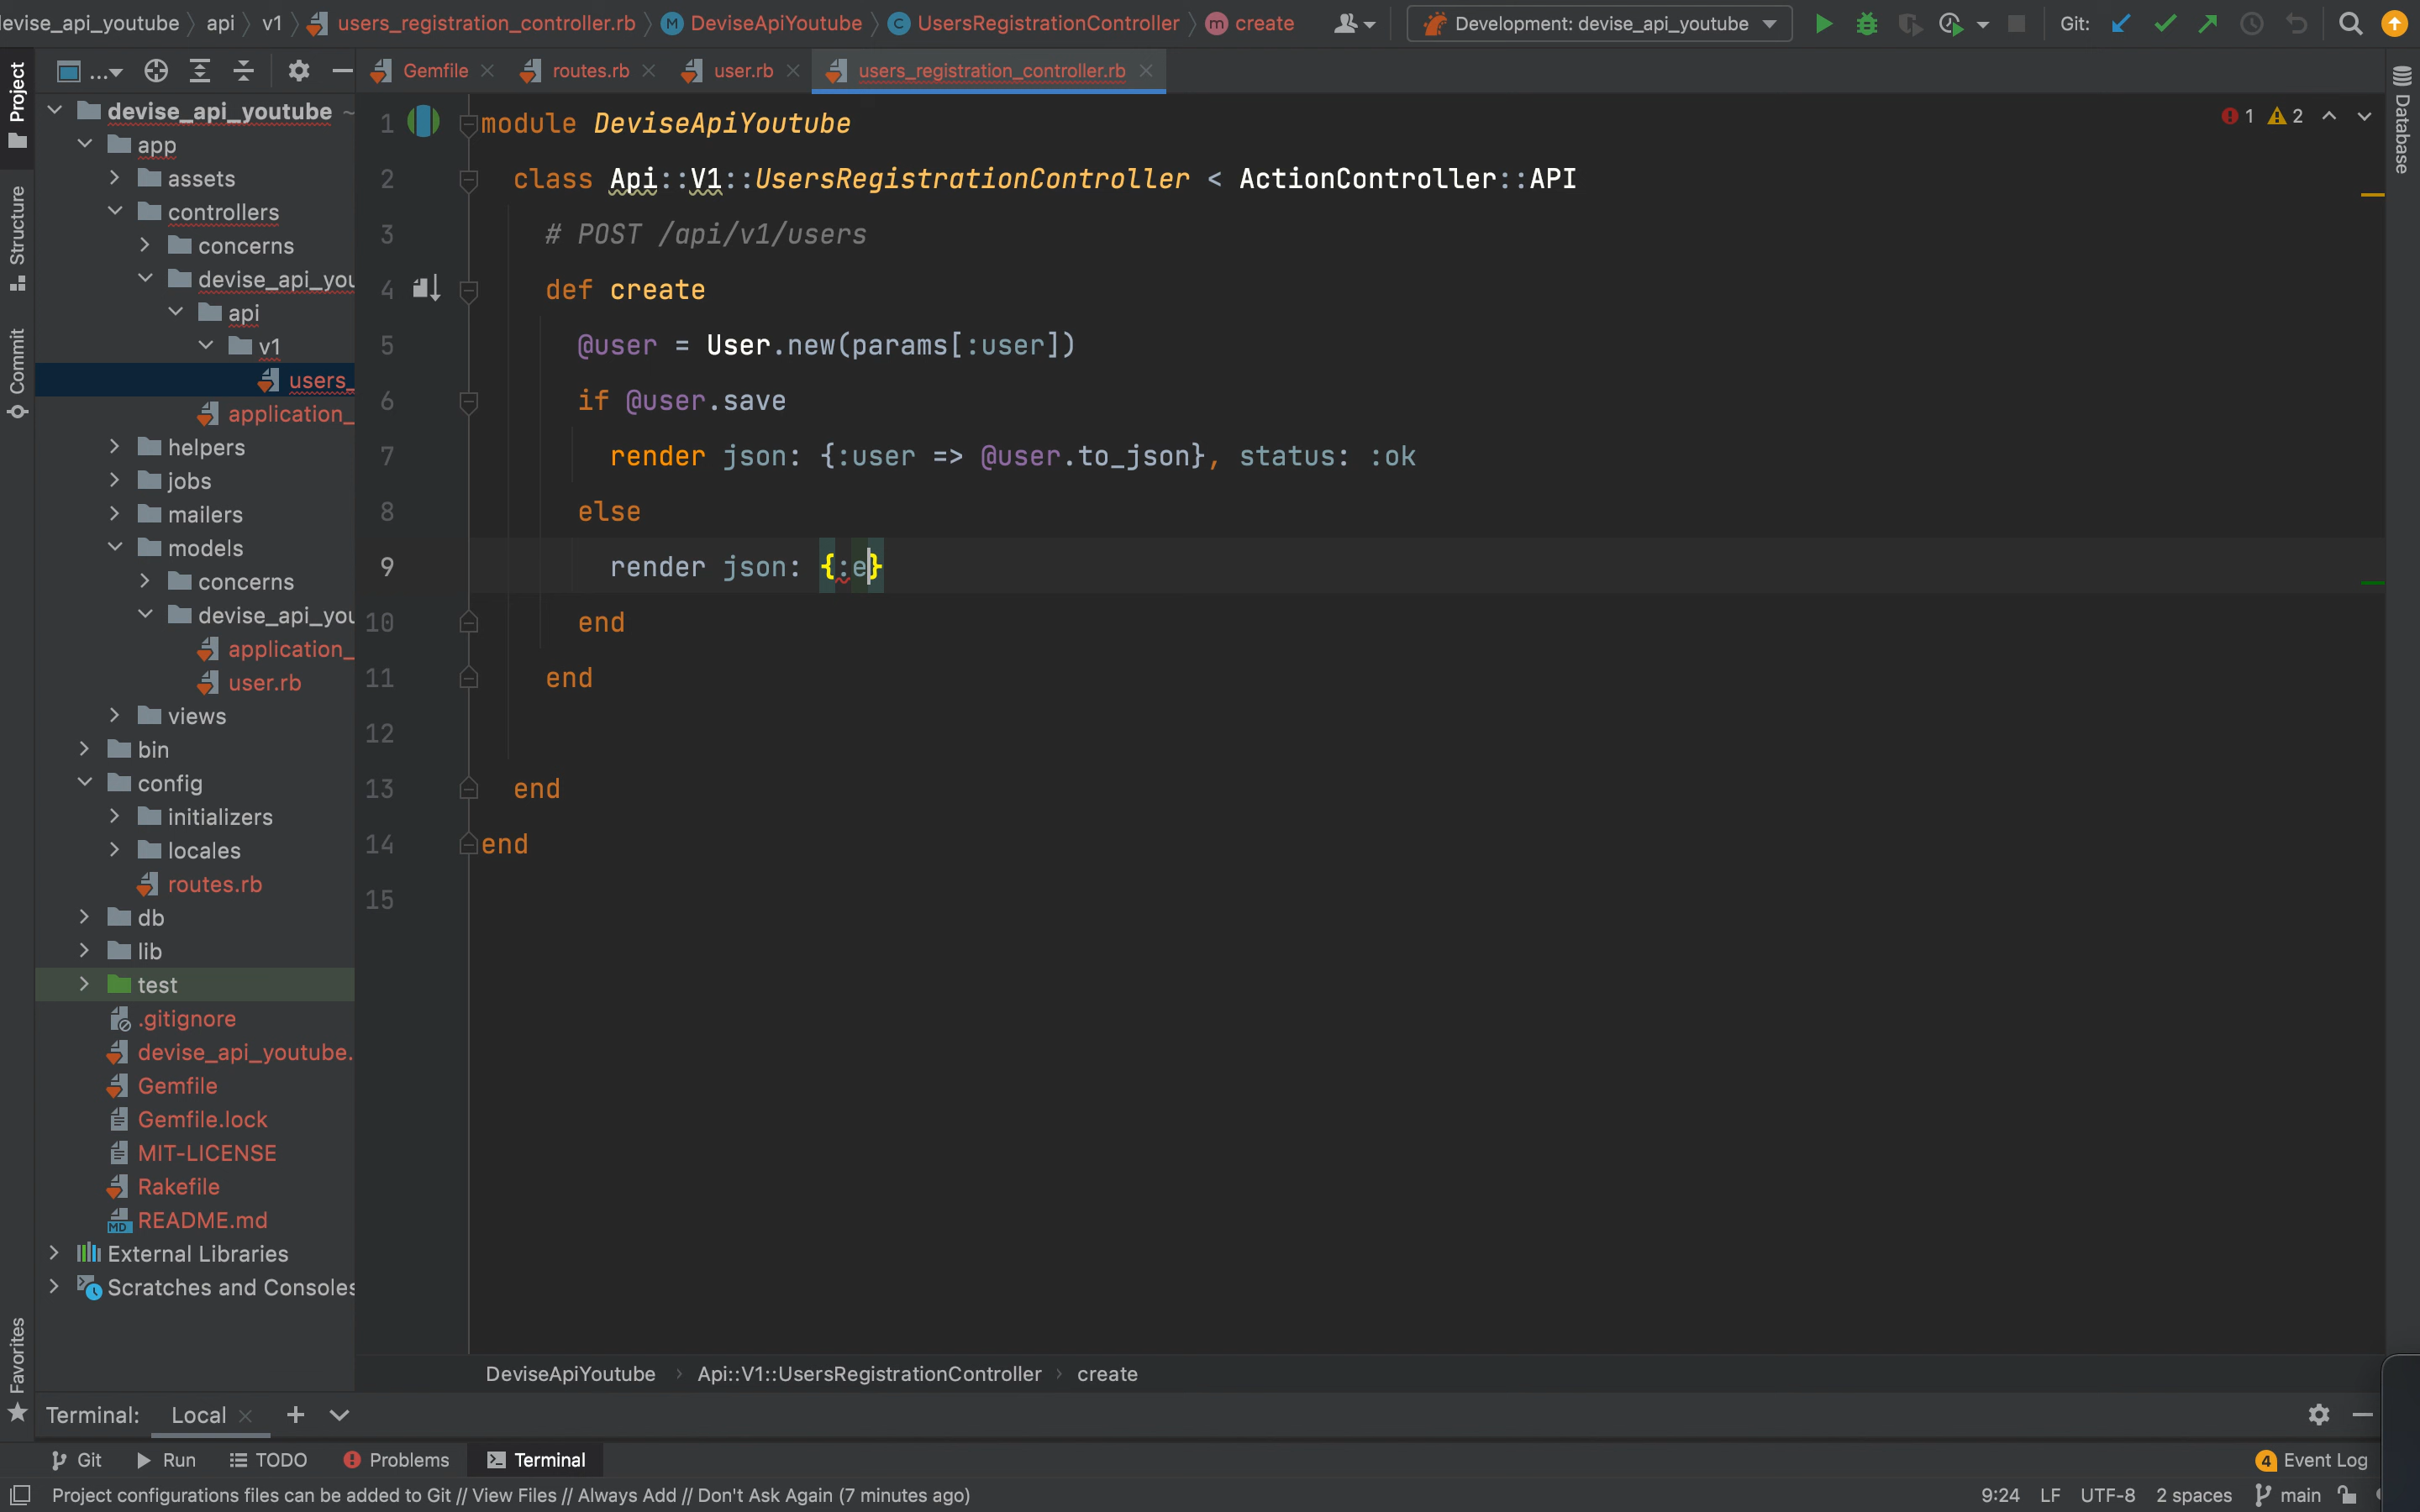 devise_api_youtube api v1 users_registration_controller.rb DeviseApiYoutube UsersRegistrationController create Development: devise_api_youtube Git:
Project
Structure
Commit
Favorites
Database
... Gemfile routes.rb user.rb users_registration_controller.rb
devise_api_youtube ~
app
assets
controllers
concerns
devise_api_you
api
v1
users_
application_
helpers
jobs
mailers
models
concerns
devise_api_you
application_
user.rb
views
bin
config
initializers
locales
routes.rb
db
lib
test
.gitignore
devise_api_youtube.
Gemfile
Gemfile.lock
MIT-LICENSE
Rakefile
README.md
External Libraries
Scratches and Consoles
1 2
1 module DeviseApiYoutube
2 class Api::V1::UsersRegistrationController < ActionController::API
3 # POST /api/v1/users
4 def create
5 @user = User.new(params[:user])
6 if @user.save
7 render json: {:user => @user.to_json}, status: :ok
8 else
9 render json: {:e}
10 end
11 end
12
13 end
14 end
15
DeviseApiYoutube Api::V1::UsersRegistrationController create
Terminal: Local
Git Run TODO Problems Terminal 4 Event Log
Project configurations files can be added to Git // View Files // Always Add // Don't Ask Again (7 minutes ago) 9:24 LF UTF-8 2 spaces main